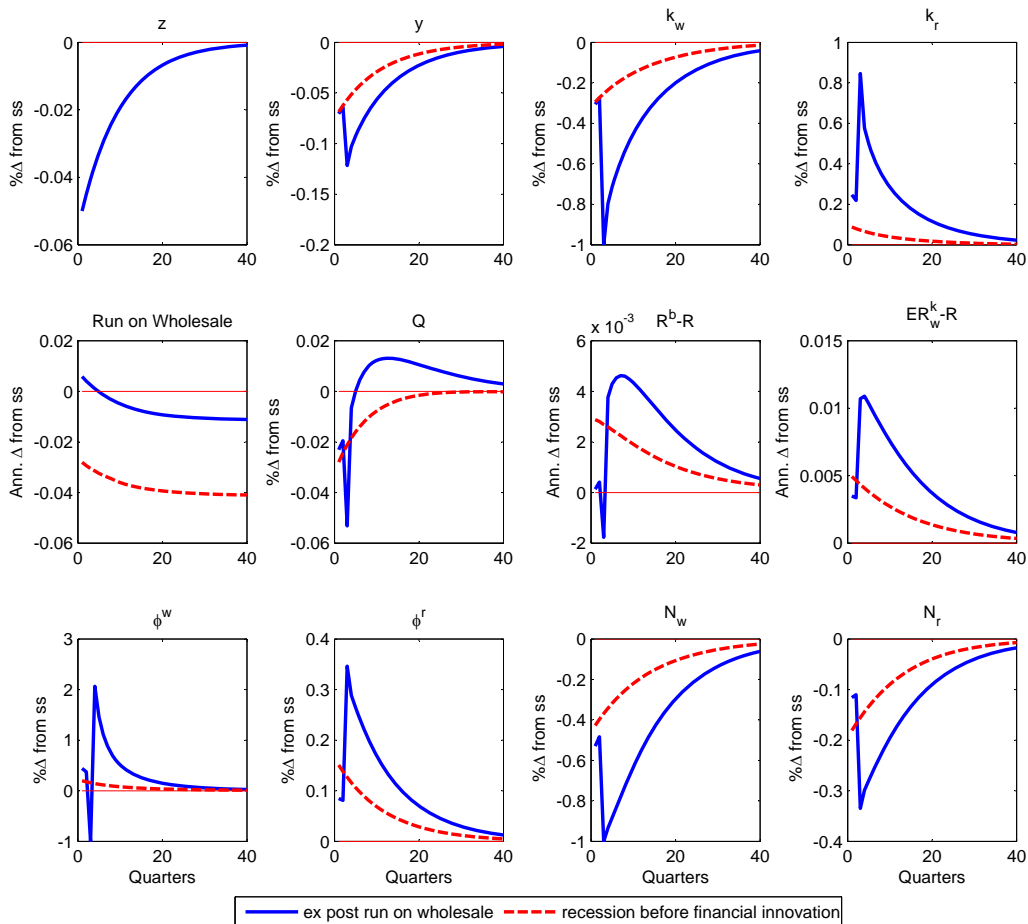 z
y
k_w
k_r
%Δ from ss
0
-0.02
-0.04
-0.06
0 20 40
%Δ from ss
0
-0.05
-0.1
-0.15
-0.2
0 20 40
%Δ from ss
0
-0.2
-0.4
-0.6
-0.8
-1
0 20 40
%Δ from ss
1
0.8
0.6
0.4
0.2
0
0 20 40
Run on Wholesale
Q
R^b-R
ER_w^k-R
Ann. Δ from ss
0.02
0
-0.02
-0.04
-0.06
0 20 40
%Δ from ss
0.02
0
-0.02
-0.04
-0.06
0 20 40
x 10^-3
Ann. Δ from ss
6
4
2
0
-2
0 20 40
Ann. Δ from ss
0.015
0.01
0.005
0
0 20 40
ϕ^w
ϕ^r
N_w
N_r
%Δ from ss
3
2
1
0
-1
0 20 40
Quarters
%Δ from ss
0.4
0.3
0.2
0.1
0
0 20 40
Quarters
%Δ from ss
0
-0.2
-0.4
-0.6
-0.8
-1
0 20 40
Quarters
%Δ from ss
0
-0.1
-0.2
-0.3
-0.4
0 20 40
Quarters
ex post run on wholesale
recession before financial innovation